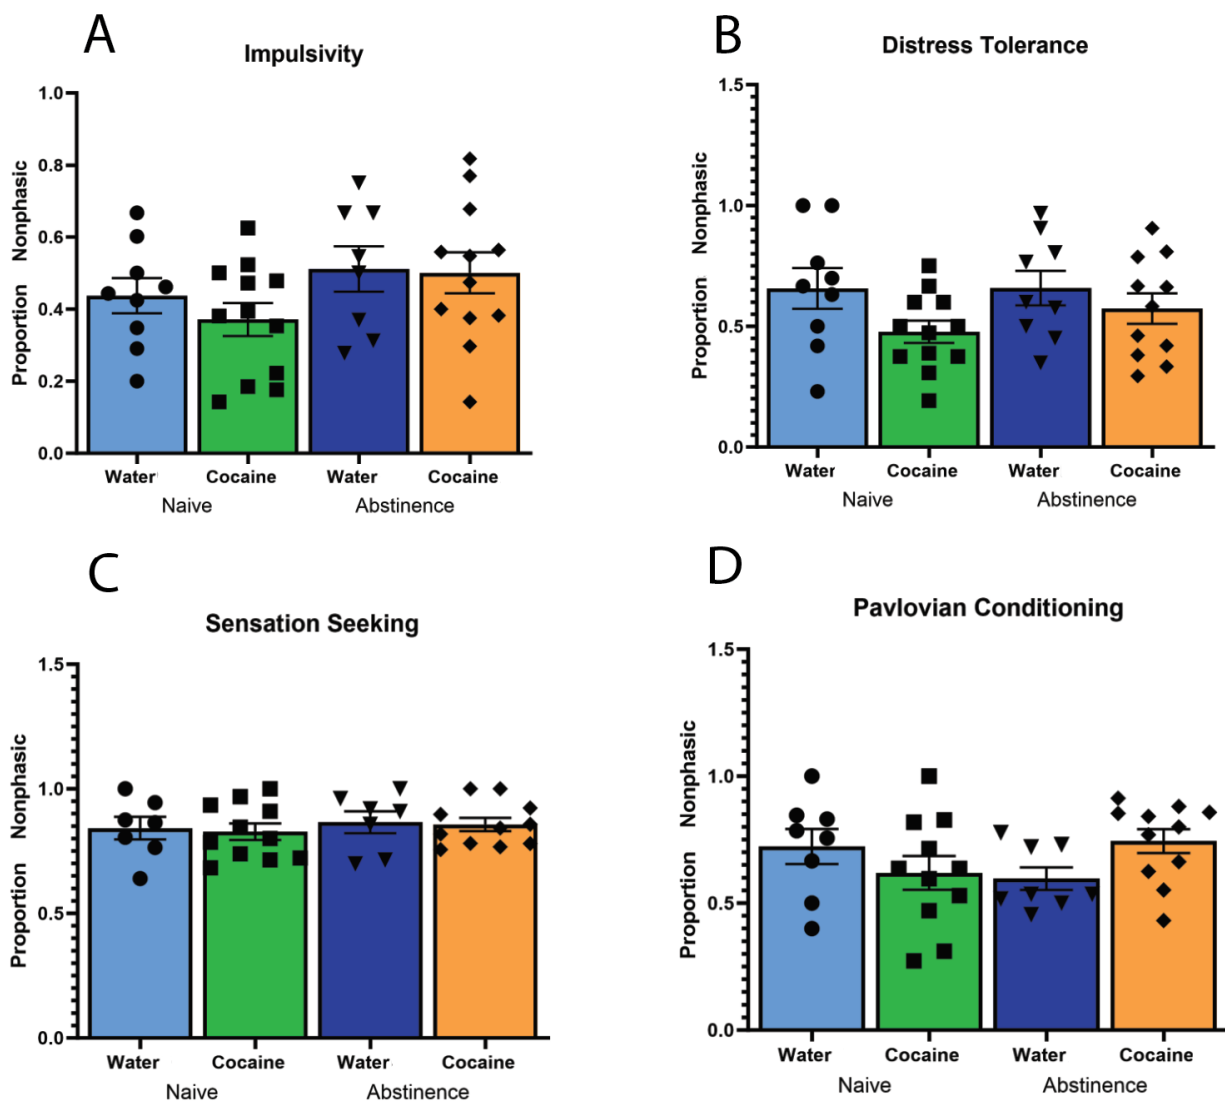 A
Impulsivity
Proportion Nonphasic
1.0
0.8
0.6
0.4
0.2
0.0
Water Cocaine Water Cocaine
Naive Abstinence
B
Distress Tolerance
Proportion Nonphasic
1.5
1.0
0.5
0.0
Water Cocaine Water Cocaine
Naive Abstinence
C
Sensation Seeking
Proportion Nonphasic
1.5
1.0
0.5
0.0
Water Cocaine Water Cocaine
Naive Abstinence
D
Pavlovian Conditioning
Proportion Nonphasic
1.5
1.0
0.5
0.0
Water Cocaine Water Cocaine
Naive Abstinence